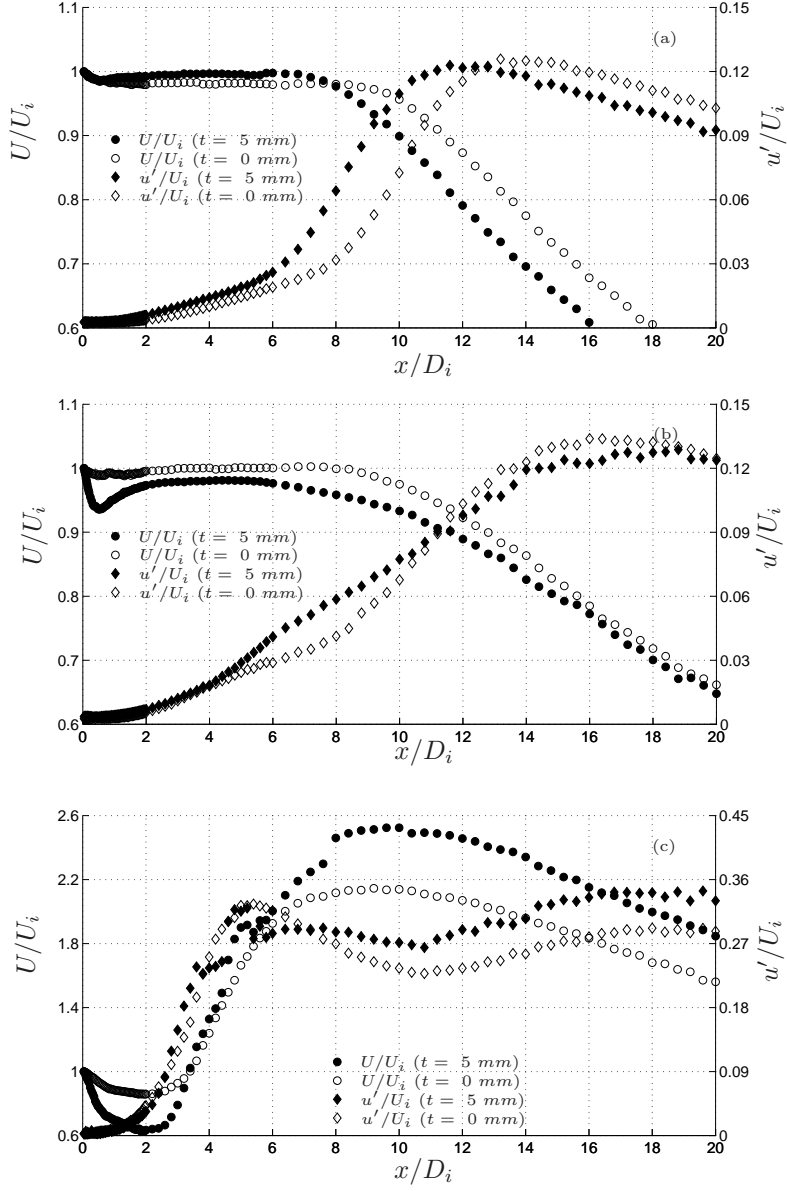 1.1
1
0.9
0.8
0.7
0.6
U/U_i
0.15
0.12
0.09
0.06
0.03
0
u′/U_i
(a)
U/U_i (t = 5 mm)
U/U_i (t = 0 mm)
u′/U_i (t = 5 mm)
u′/U_i (t = 0 mm)
0 2 4 6 8 10 12 14 16 18 20
x/D_i
1.1
1
0.9
0.8
0.7
0.6
U/U_i
0.15
0.12
0.09
0.06
0.03
0
u′/U_i
(b)
U/U_i (t = 5 mm)
U/U_i (t = 0 mm)
u′/U_i (t = 5 mm)
u′/U_i (t = 0 mm)
0 2 4 6 8 10 12 14 16 18 20
x/D_i
2.6
2.2
1.8
1.4
1
0.6
U/U_i
0.45
0.36
0.27
0.18
0.09
0
u′/U_i
(c)
U/U_i (t = 5 mm)
U/U_i (t = 0 mm)
u′/U_i (t = 5 mm)
u′/U_i (t = 0 mm)
0 2 4 6 8 10 12 14 16 18 20
x/D_i